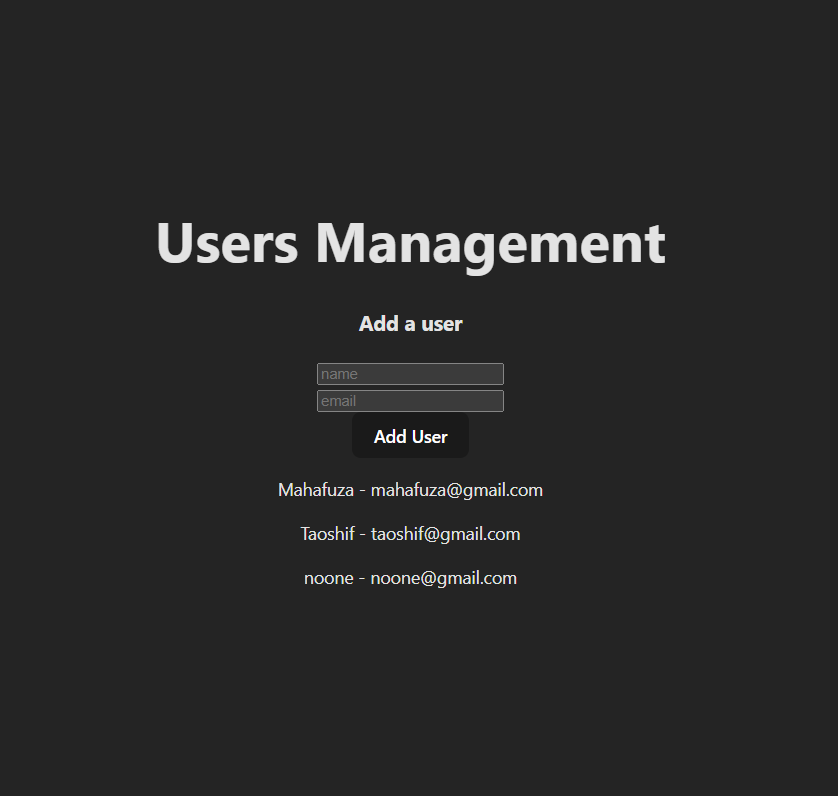 Users Management
Add a user
name
email
Add User
Mahafuza - mahafuza@gmail.com
Taoshif - taoshif@gmail.com
noone - noone@gmail.com